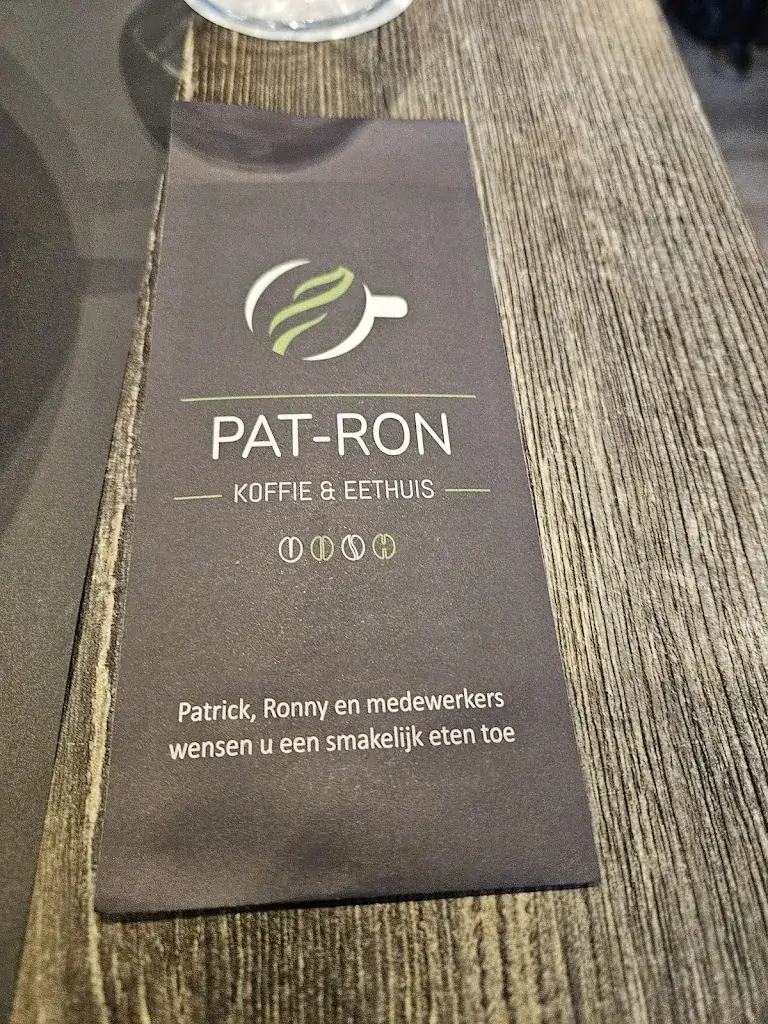 PAT-RON
KOFFIE & EETHUIS
Patrick, Ronny en medewerkers
wensen u een smakelijk eten toe